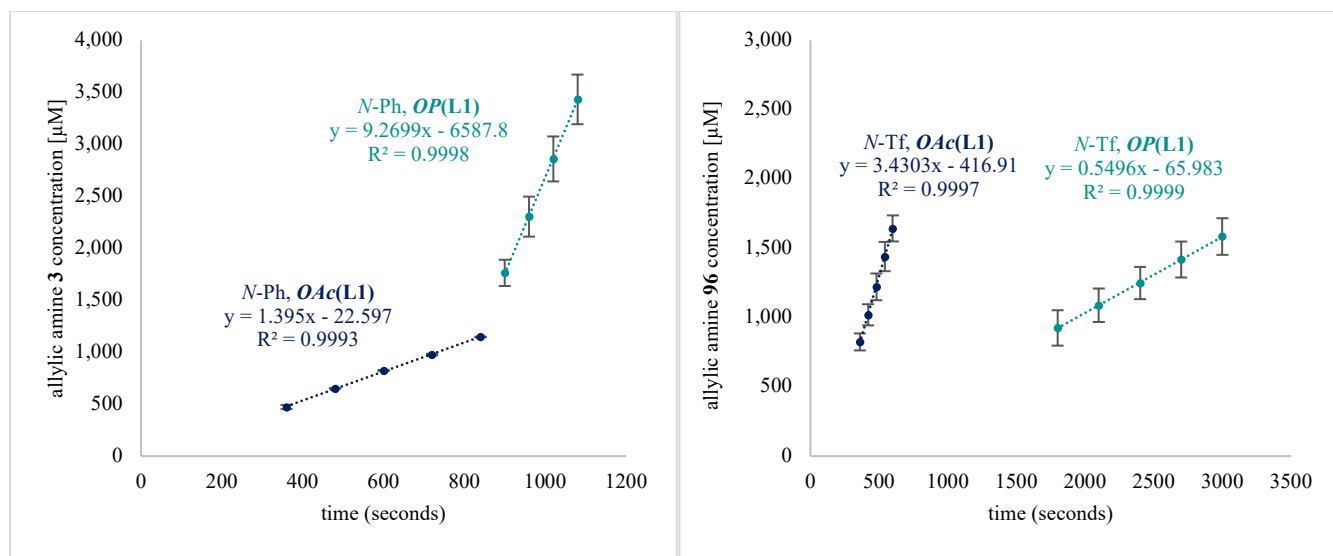 4,000
3,500
3,000
2,500
2,000
1,500
1,000
500
0
allylic amine 3 concentration [µM]
N-Ph, OP(L1)
y = 9.2699x - 6587.8
R² = 0.9998
N-Ph, OAc(L1)
y = 1.395x - 22.597
R² = 0.9993
0 200 400 600 800 1000 1200
time (seconds)
3,000
2,500
2,000
1,500
1,000
500
0
allylic amine 96 concentration [µM]
N-Tf, OAc(L1)
y = 3.4303x - 416.91
R² = 0.9997
N-Tf, OP(L1)
y = 0.5496x - 65.983
R² = 0.9999
0 500 1000 1500 2000 2500 3000 3500
time (seconds)